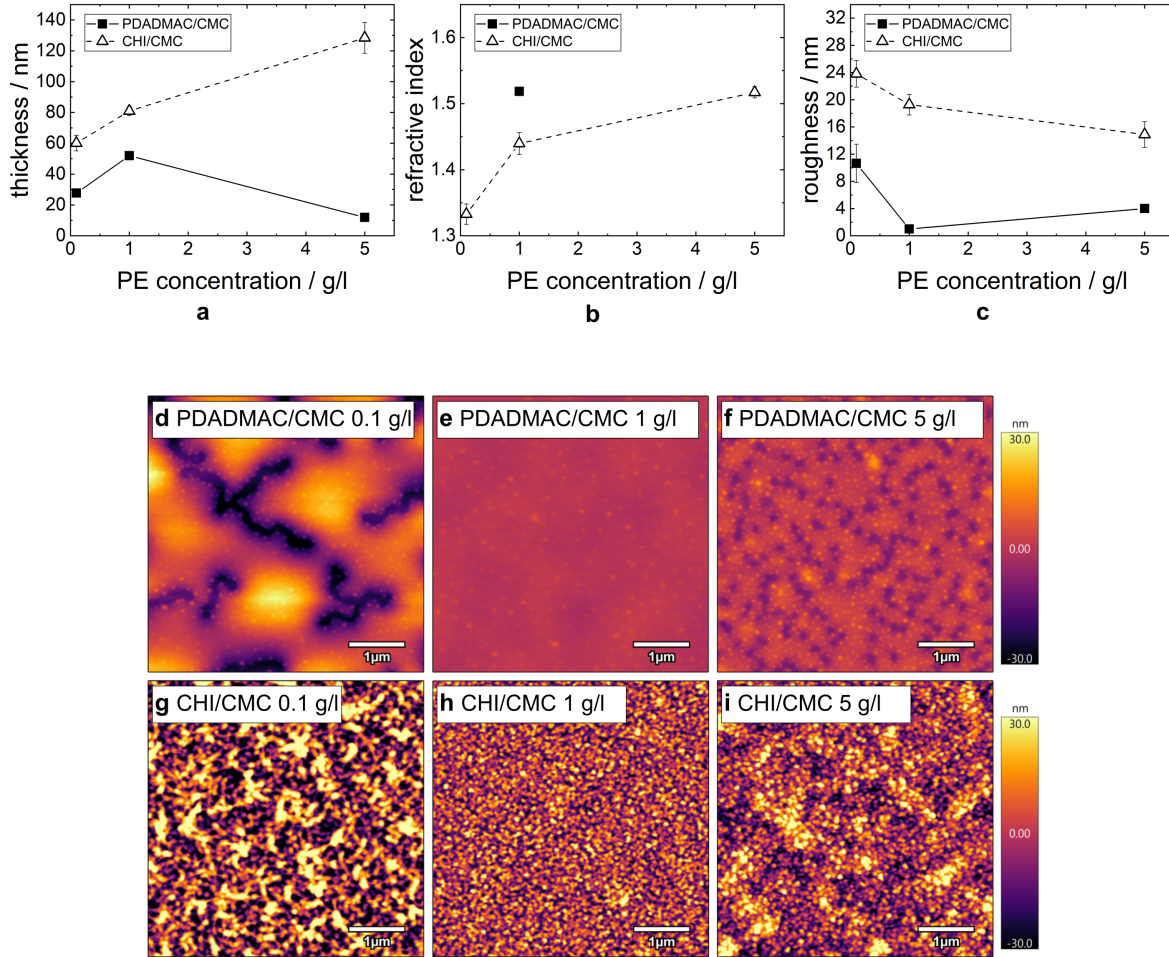 PDADMAC/CMC
CHI/CMC
140
120
100
80
60
40
20
0
0 1 2 3 4 5
thickness / nm
PE concentration / g/l
a
PDADMAC/CMC
CHI/CMC
1.6
1.5
1.4
1.3
0 1 2 3 4 5
refractive index
PE concentration / g/l
b
PDADMAC/CMC
CHI/CMC
32
28
24
20
16
12
8
4
0
0 1 2 3 4 5
roughness / nm
PE concentration / g/l
c
d PDADMAC/CMC 0.1 g/l
1µm
e PDADMAC/CMC 1 g/l
1µm
f PDADMAC/CMC 5 g/l
1µm
nm
30.0
0.00
-30.0
g CHI/CMC 0.1 g/l
1µm
h CHI/CMC 1 g/l
1µm
i CHI/CMC 5 g/l
1µm
nm
30.0
0.00
-30.0